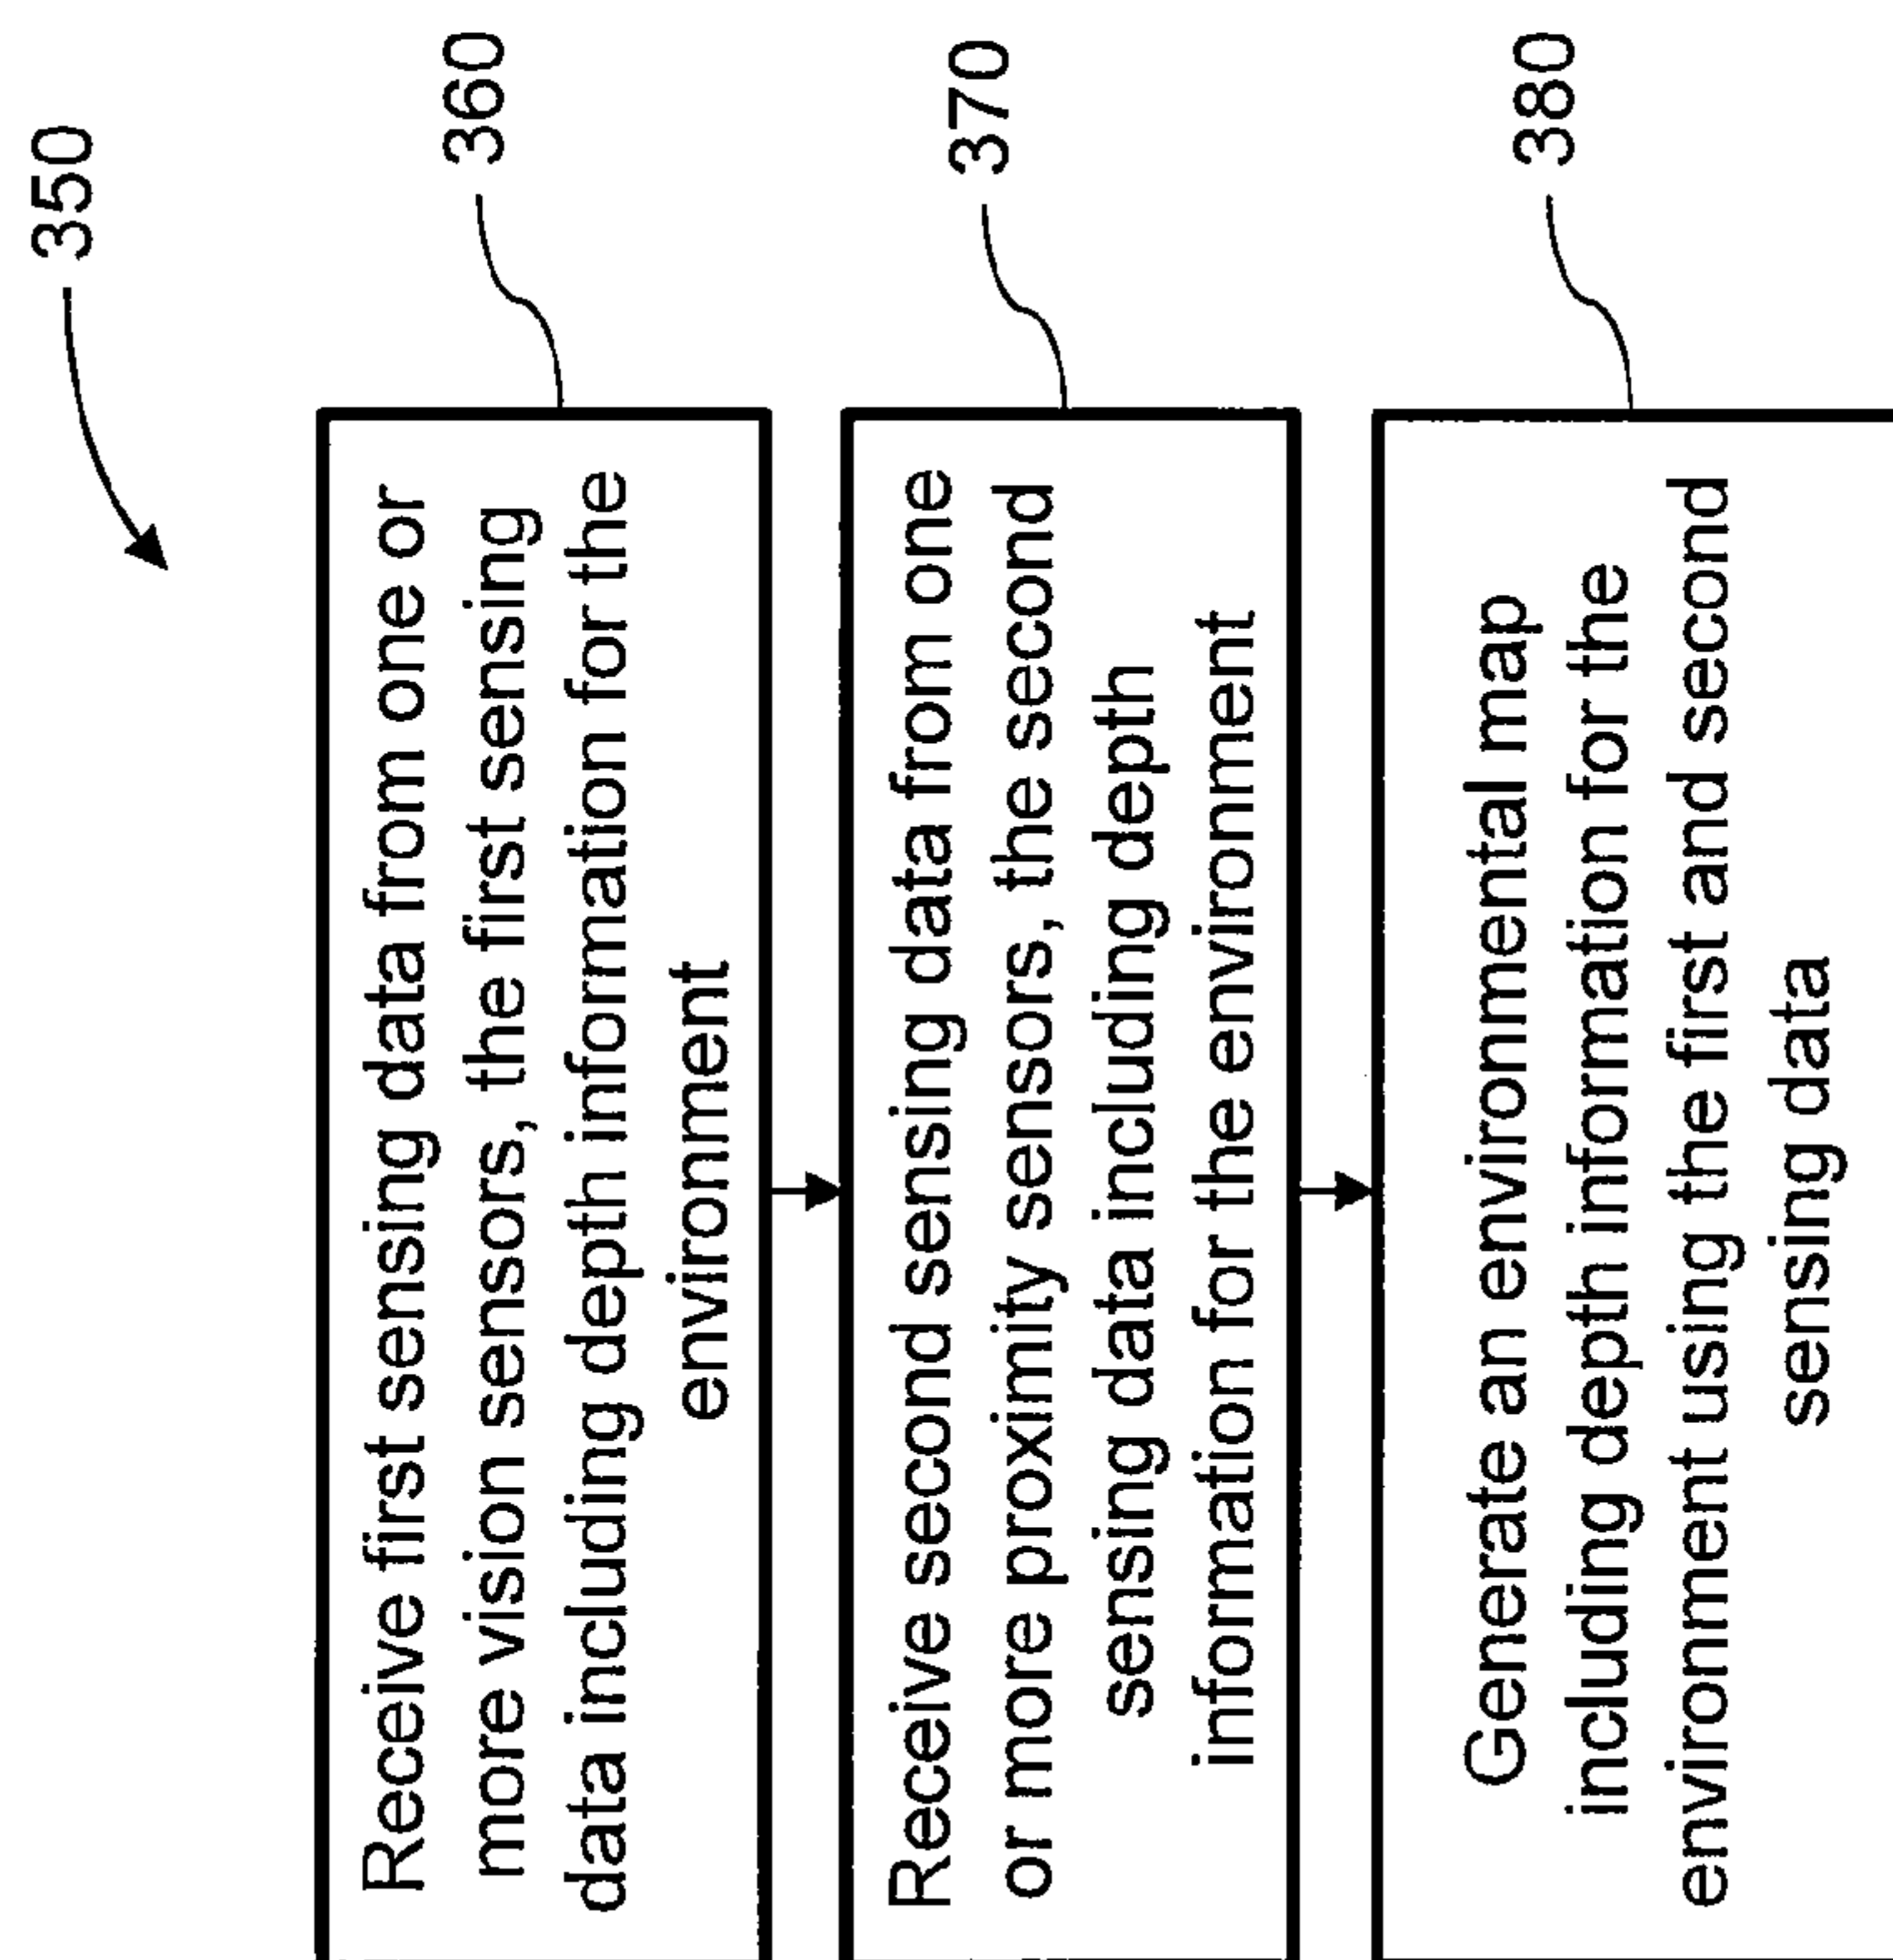 350
Receive first sensing data from one or
more vision sensors, the first sensing
data including depth information for the
environment
360
Receive second sensing data from one
or more proximity sensors, the second
sensing data including depth
information for the environment
370
Generate an environmental map
including depth information for the
environment using the first and second
sensing data
380